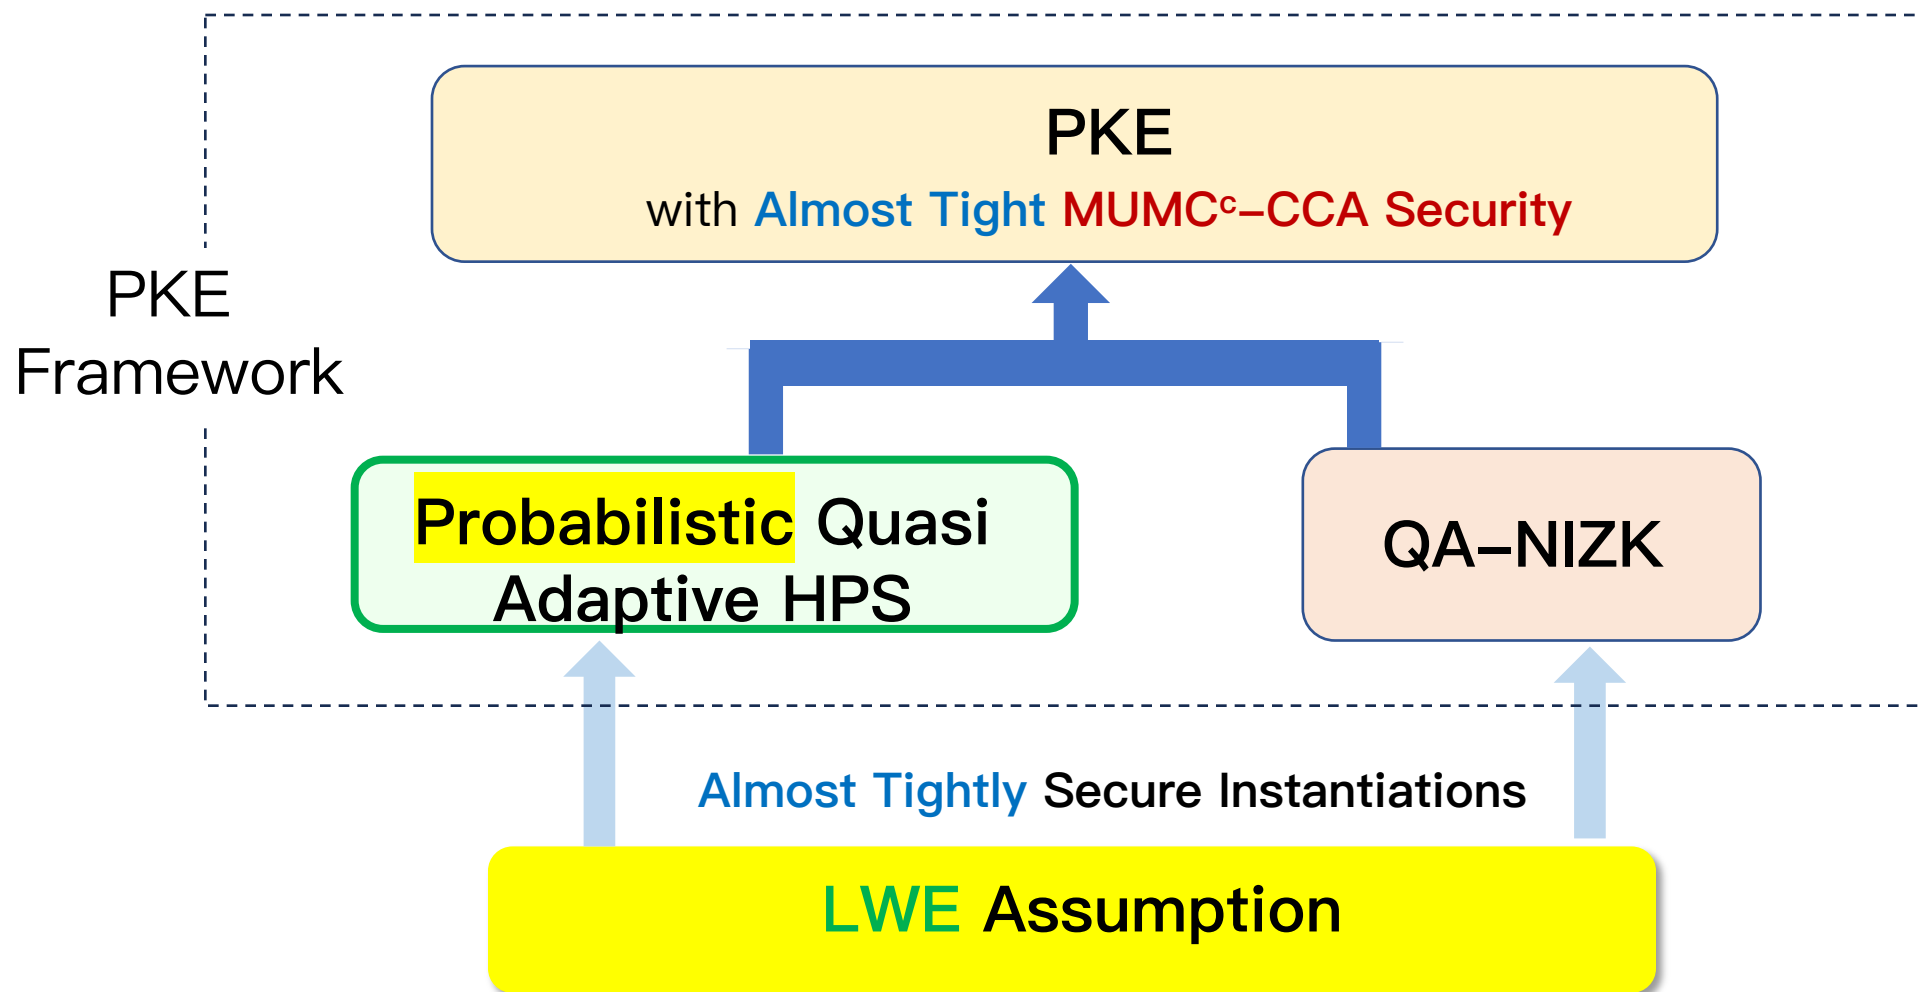 PKE
with Almost Tight MUMCᶜ–CCA Security
PKE
Framework
Probabilistic Quasi
Adaptive HPS
QA–NIZK
Almost Tightly Secure Instantiations
LWE Assumption